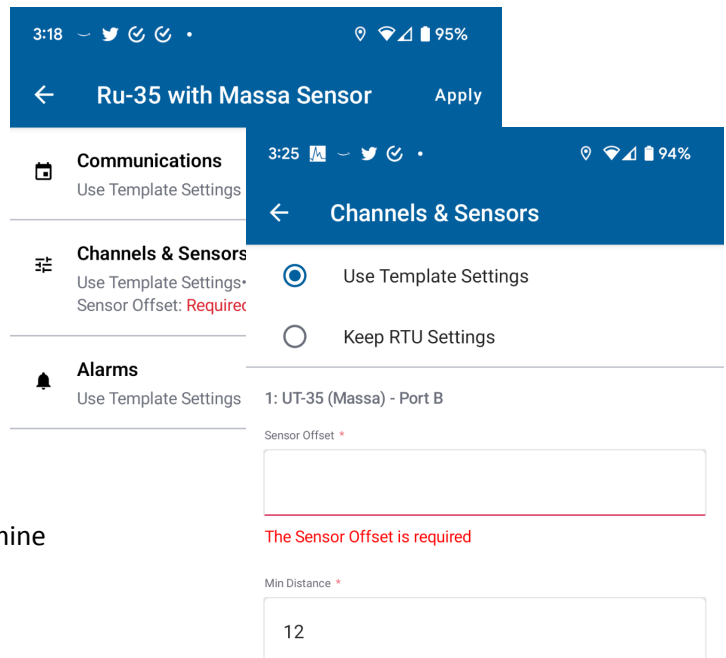 3:18
95%
Ru-35 with Massa Sensor
Apply
Communications
Use Template Settings
Channels & Sensors
Use Template Settings•
Sensor Offset: Required
Alarms
Use Template Settings
3:25
94%
Channels & Sensors
Use Template Settings
Keep RTU Settings
1: UT-35 (Massa) - Port B
Sensor Offset *
The Sensor Offset is required
Min Distance *
12